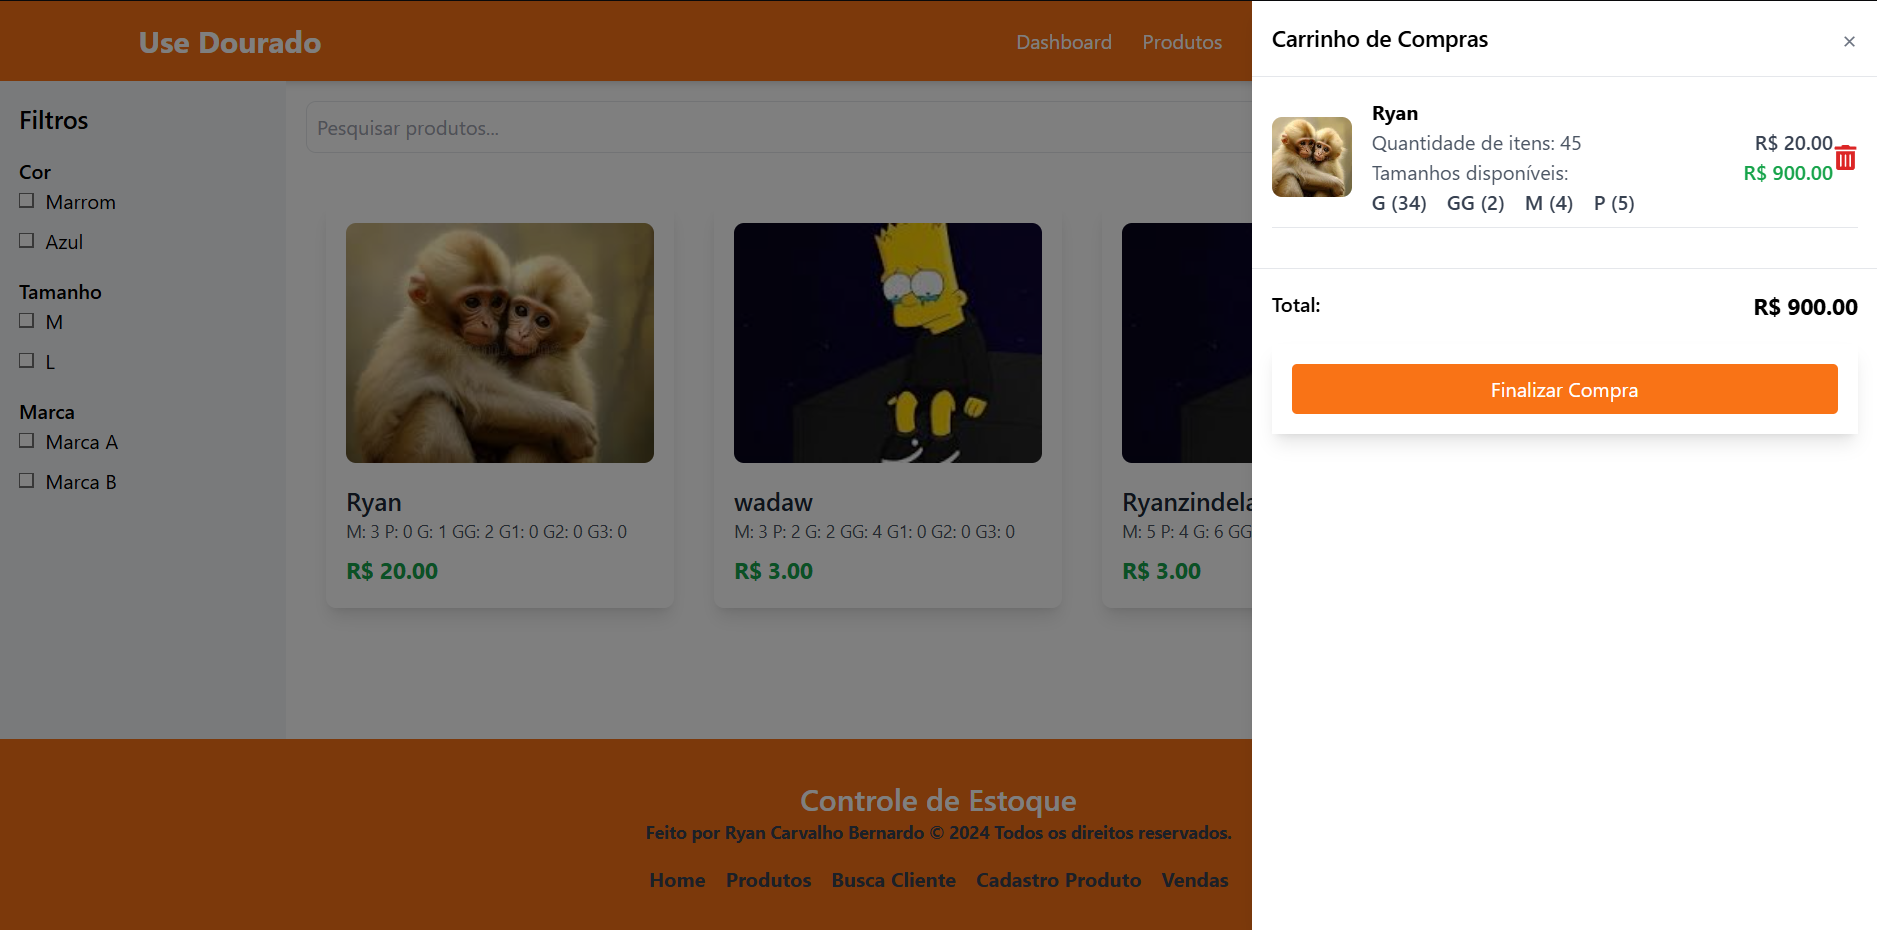 Use Dourado
Dashboard
Produtos
Filtros
Cor
Marrom
Azul
Tamanho
M
L
Marca
Marca A
Marca B
Pesquisar produtos...
Ryan
M: 3 P: 0 G: 1 GG: 2 G1: 0 G2: 0 G3: 0
R$ 20.00
wadaw
M: 3 P: 2 G: 2 GG: 4 G1: 0 G2: 0 G3: 0
R$ 3.00
Ryanzindela
M: 5 P: 4 G: 6 GG
R$ 3.00
Carrinho de Compras
×
Ryan
Quantidade de itens: 45
R$ 20.00
Tamanhos disponíveis:
R$ 900.00
G (34) GG (2) M (4) P (5)
Total:
R$ 900.00
Finalizar Compra
Controle de Estoque
Feito por Ryan Carvalho Bernardo © 2024 Todos os direitos reservados.
Home Produtos Busca Cliente Cadastro Produto Vendas